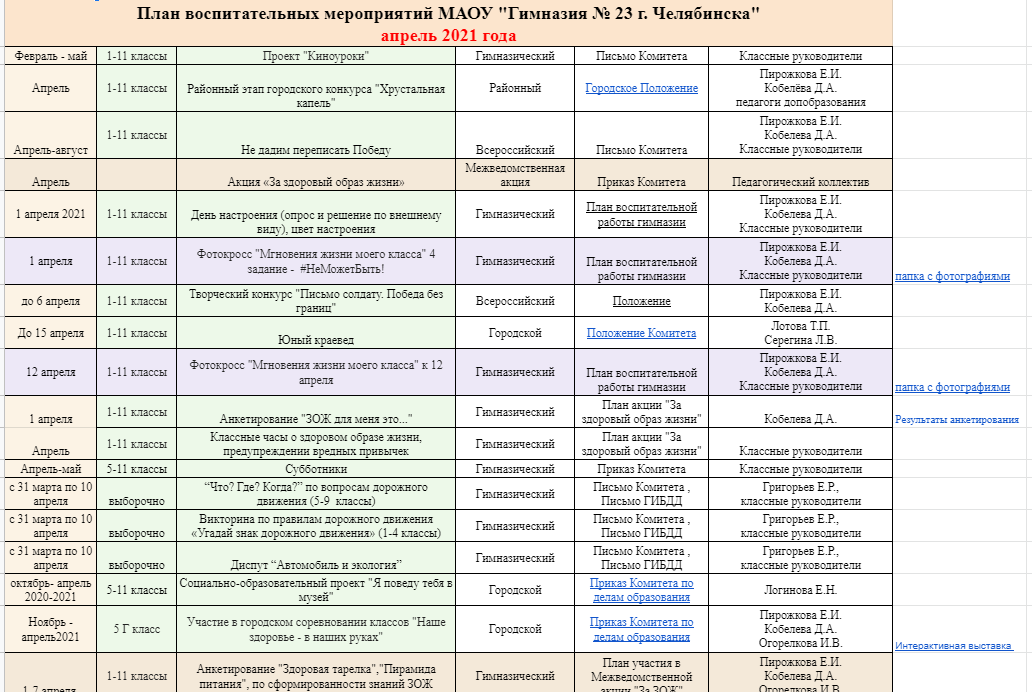 План воспитательных мероприятий МАОУ "Гимназия № 23 г. Челябинска"
апрель 2021 года
Февраль - май 1-11 классы Проект "Киноуроки" Гимназический Письмо Комитета Классные руководители
Апрель
1-11 классы
Районный этап городского конкурса "Хрустальная
капель"
Районный
Городское Положение
Пирожкова Е.И.
Кобелёва Д.А.
педагоги допобразования
Апрель-август
1-11 классы
Не дадим переписать Победу
Всероссийский
Письмо Комитета
Пирожкова Е.И.
Кобелева Д.А.
Классные руководители
Апрель
Акция «За здоровый образ жизни»
Межведомственная
акция
Приказ Комитета
Педагогический коллектив
1 апреля 2021
1-11 классы
День настроения (опрос и решение по внешнему
виду), цвет настроения
Гимназический
План воспитательной
работы гимназии
Пирожкова Е.И.
Кобелева Д.А.
Классные руководители
1 апреля
1-11 классы
Фотокросс "Мгновения жизни моего класса" 4
задание - #НеМожетБыть!
Гимназический
План воспитательной
работы гимназии
Пирожкова Е.И.
Кобелева Д.А.
Классные руководители
папка с фотографиями
до 6 апреля
1-11 классы
Творческий конкурс "Письмо солдату. Победа без
границ"
Всероссийский
Положение
Пирожкова Е.И.
Кобелева Д.А.
До 15 апреля
1-11 классы
Юный краевед
Городской
Положение Комитета
Лотова Т.П.
Серегина Л.В.
12 апреля
1-11 классы
Фотокросс "Мгновения жизни моего класса" к 12
апреля
Гимназический
План воспитательной
работы гимназии
Пирожкова Е.И.
Кобелева Д.А.
Классные руководители
папка с фотографиями
1 апреля
1-11 классы
Анкетирование "ЗОЖ для меня это..."
Гимназический
План акции "За
здоровый образ жизни"
Кобелева Д.А.
Результаты анкетирования
Апрель
1-11 классы
Классные часы о здоровом образе жизни,
предупреждении вредных привычек
Гимназический
План акции "За
здоровый образ жизни"
Классные руководители
Апрель-май 5-11 классы Субботники Гимназический Приказ Комитета Классные руководители
с 31 марта по 10
апреля
выборочно
“Что? Где? Когда?” по вопросам дорожного
движения (5-9 классы)
Гимназический
Письмо Комитета ,
Письмо ГИБДД
Григорьев Е.Р.,
классные руководители
с 31 марта по 10
апреля
выборочно
Викторина по правилам дорожного движения
«Угадай знак дорожного движения» (1-4 классы)
Гимназический
Письмо Комитета ,
Письмо ГИБДД
Григорьев Е.Р.,
классные руководители
с 31 марта по 10
апреля
выборочно
Диспут “Автомобиль и экология”
Гимназический
Письмо Комитета ,
Письмо ГИБДД
Григорьев Е.Р.,
классные руководители
октябрь- апрель
2020-2021
5-11 классы
Социально-образовательный проект "Я поведу тебя в
музей"
Городской
Приказ Комитета по
делам образования
Логинова Е.Н.
Ноябрь -
апрель2021
5 Г класс
Участие в городском соревновании классов "Наше
здоровье - в наших руках"
Городской
Приказ Комитета по
делам образования
Пирожкова Е.И.
Кобелева Д.А.
Огорелкова И.В.
Интерактивная выставка
1-7 апреля
1-11 классы
Анкетирование "Здоровая тарелка","Пирамида
питания", по сформированности знаний ЗОЖ
Гимназический
План участия в
Межведомственной
акции "За ЗОЖ"
Пирожкова Е.И.
Кобелева Д.А.
Огорелкова И.В.